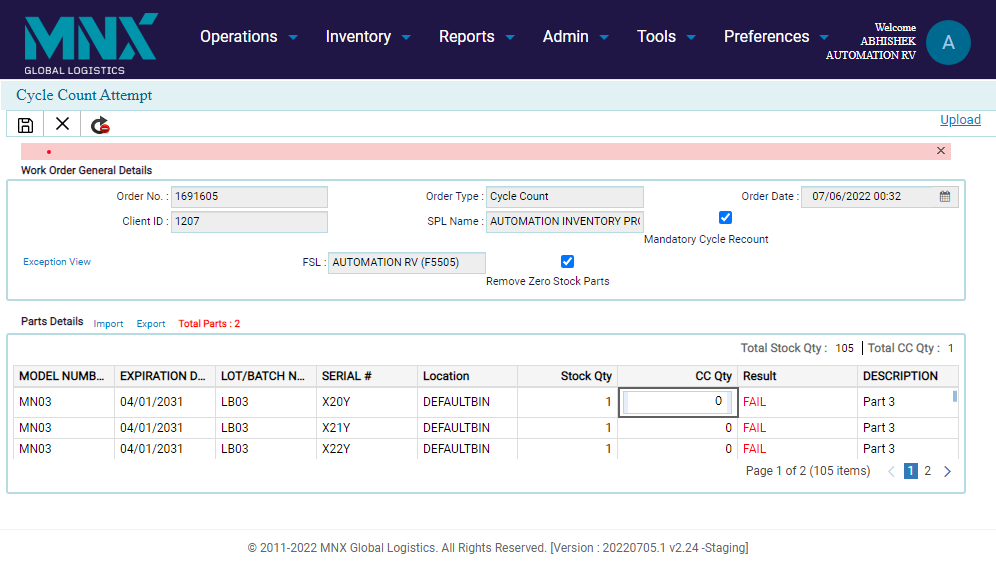 MNX
GLOBAL LOGISTICS
Operations Inventory Reports Admin Tools Preferences
Welcome
ABHISHEK
AUTOMATION RV
A
Cycle Count Attempt
Upload
Work Order General Details
Order No. : 1691605 Order Type : Cycle Count Order Date : 07/06/2022 00:32
Client ID : 1207 SPL Name : AUTOMATION INVENTORY PRO
Mandatory Cycle Recount
Exception View FSL : AUTOMATION RV (F5505)
Remove Zero Stock Parts
Parts Details Import Export Total Parts : 2
Total Stock Qty : 105 Total CC Qty : 1
MODEL NUMB... EXPIRATION D... LOT/BATCH N... SERIAL # Location Stock Qty CC Qty Result DESCRIPTION
MN03 04/01/2031 LB03 X20Y DEFAULTBIN 1 0 FAIL Part 3
MN03 04/01/2031 LB03 X21Y DEFAULTBIN 1 0 FAIL Part 3
MN03 04/01/2031 LB03 X22Y DEFAULTBIN 1 0 FAIL Part 3
Page 1 of 2 (105 items) 1 2
© 2011-2022 MNX Global Logistics. All Rights Reserved. [Version : 20220705.1 v2.24 -Staging]